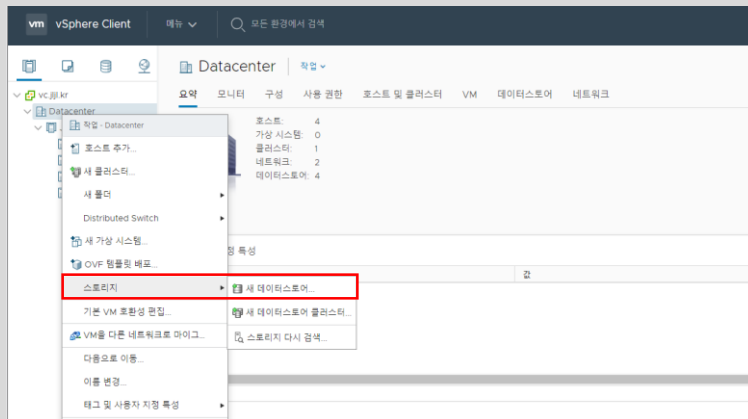 vm vSphere Client 메뉴 모든 환경에서 검색
Datacenter 작업
vc.jjl.kr
요약 모니터 구성 사용 권한 호스트 및 클러스터 VM 데이터스토어 네트워크
Datacenter
작업 - Datacenter
호스트: 4
가상 시스템: 0
클러스터: 1
네트워크: 2
데이터스토어: 4
호스트 추가...
새 클러스터...
새 폴더
Distributed Switch
새 가상 시스템...
정 특성
OVF 템플릿 배포...
값
스토리지
새 데이터스토어...
기본 VM 호환성 편집...
새 데이터스토어 클러스터...
VM을 다른 네트워크로 마이그...
스토리지 다시 검색...
다음으로 이동...
이름 변경...
태그 및 사용자 지정 특성